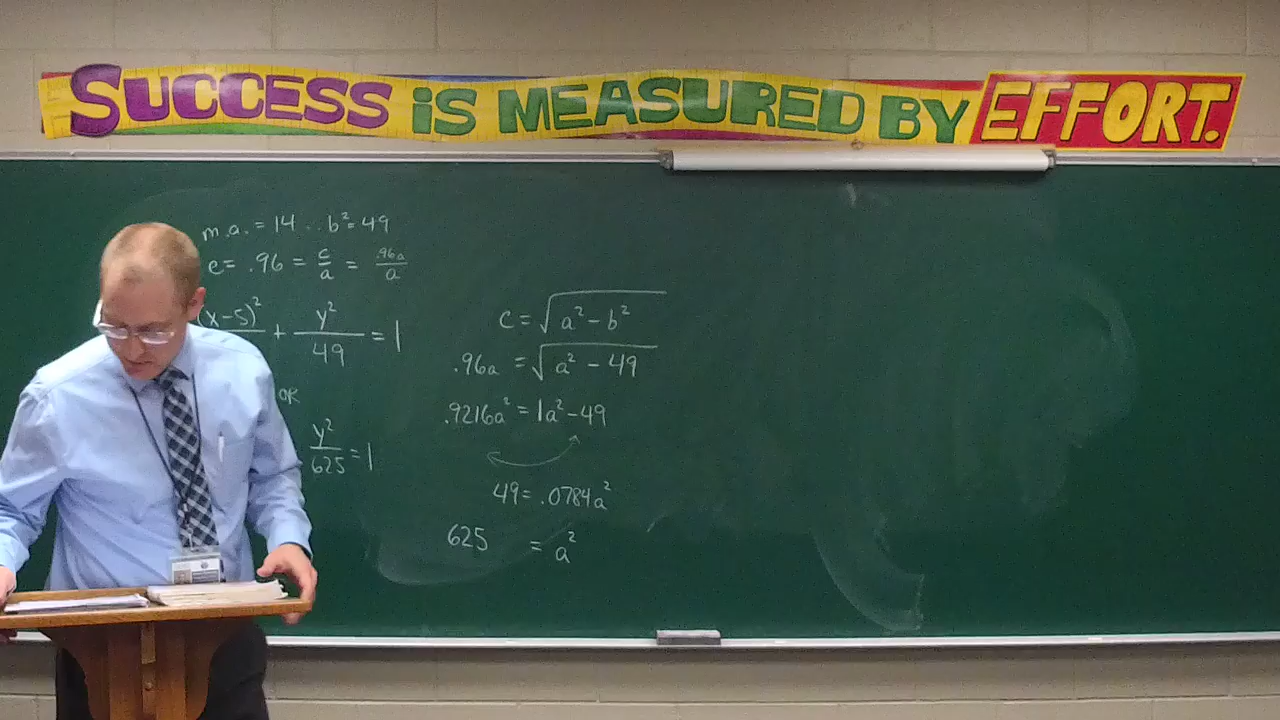 SUCCESS iS MEASURED BY EFFORT.
m.a. = 14 ∴ b² = 49
e = .96 = c/a = .96a/a
(x-5)² + y²/49 = 1
OR
y²/625 = 1
c = √(a² - b²)
.96a = √(a² - 49)
.9216a² = 1a² - 49
49 = .0784a²
625 = a²